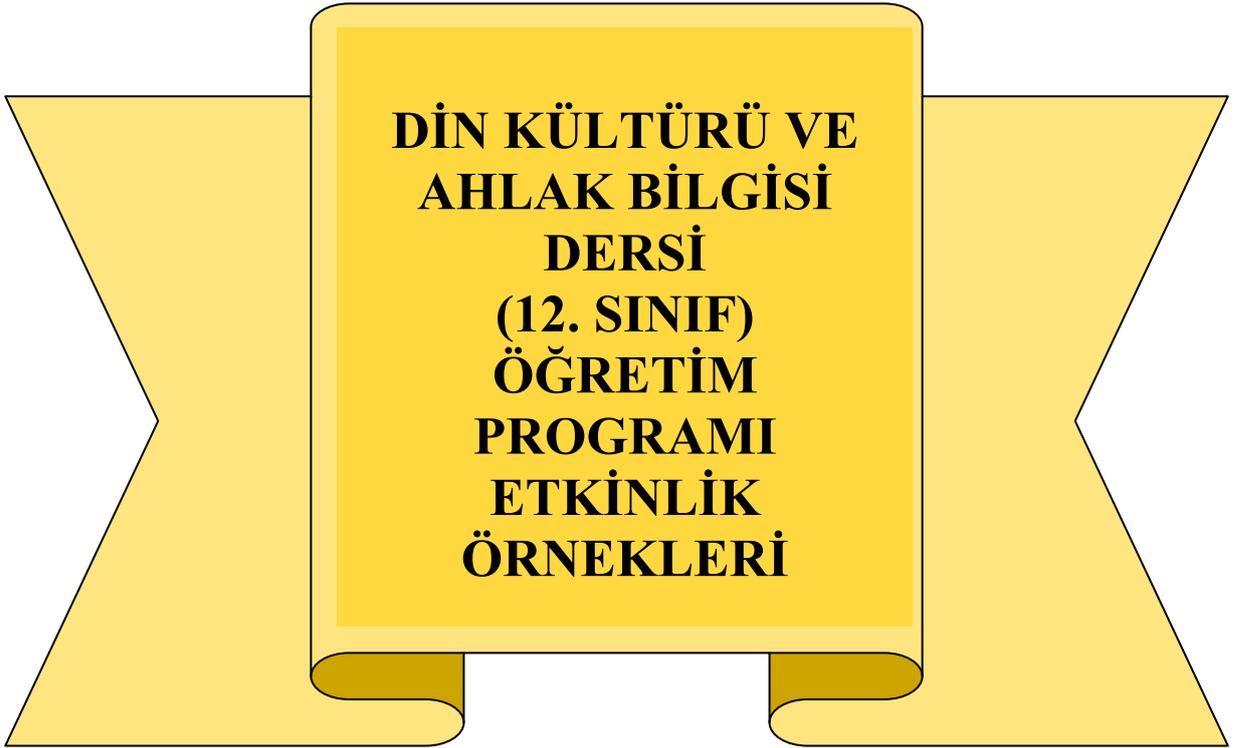 DİN KÜLTÜRÜ VE
AHLAK BİLGİSİ
DERSİ
(12. SINIF)
ÖĞRETİM
PROGRAMI
ETKİNLİK
ÖRNEKLERİ